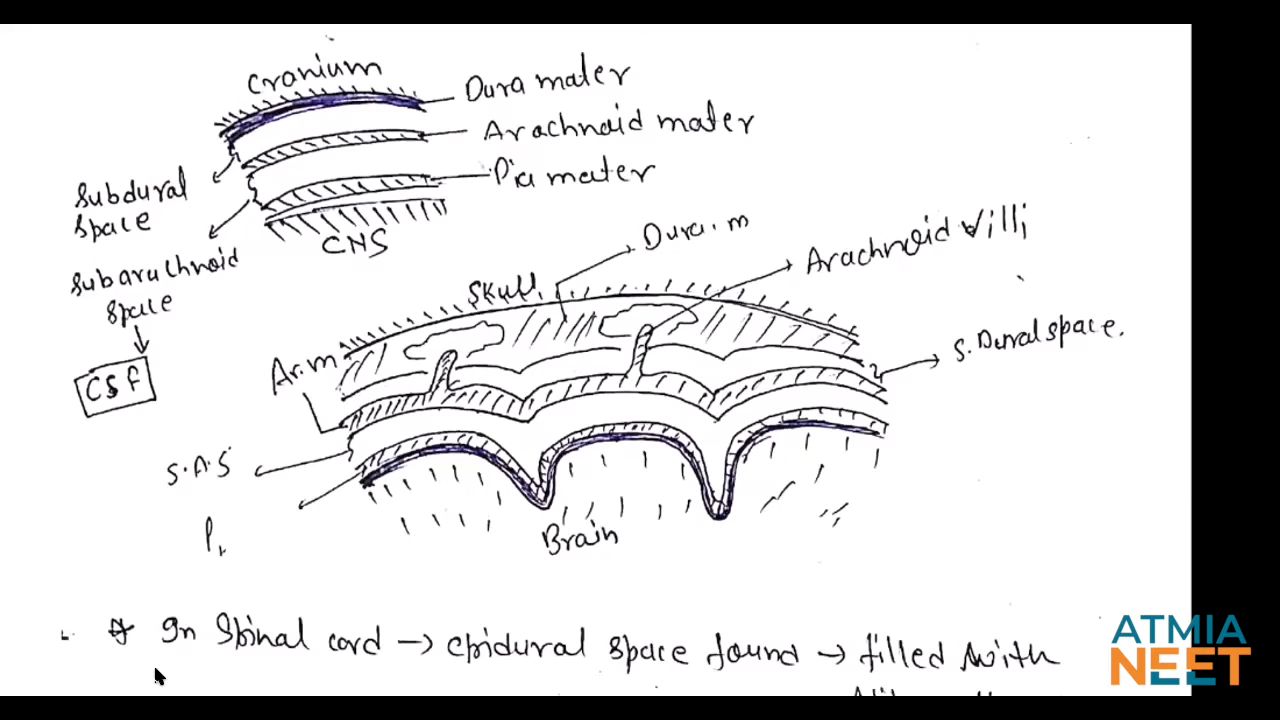 Cranium
Dura mater
Arachnoid mater
Pia mater
Subdural
Space
CNS
Subarachnoid
Space
CSF
Dura. m
Arachnoid Villi
Skull
Ar. m
S. Dural space.
S.A.S
Brain
In Spinal cord → epidural space found → filled with
ATMIA
NEET